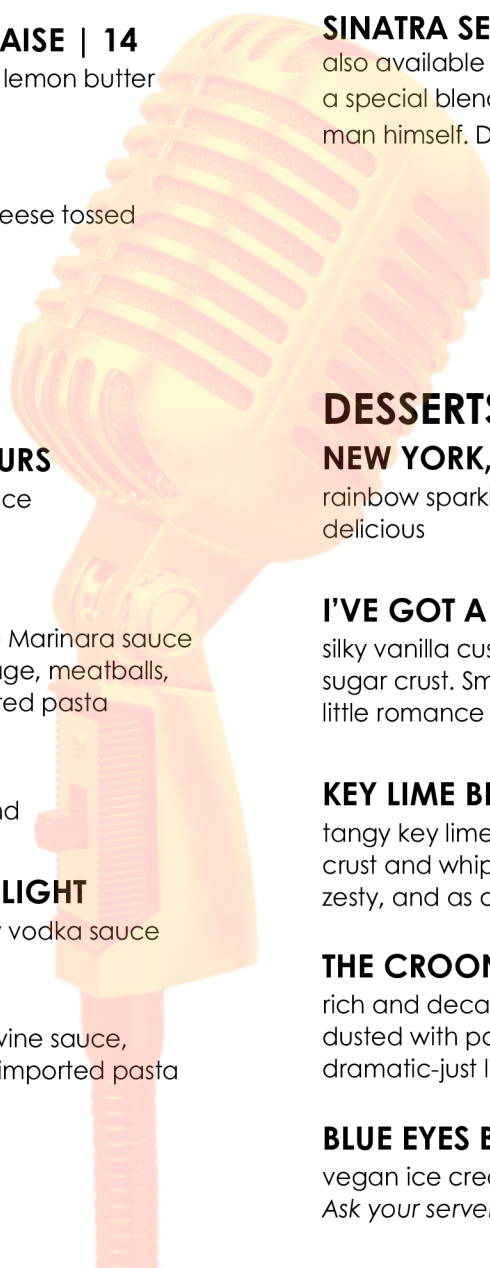 AISE | 14
lemon butter
eese tossed
URS
ce
Marinara sauce
ge, meatballs,
ed pasta
nd
LIGHT
vodka sauce
vine sauce,
imported pasta
SINATRA SE
also available
a special blen
man himself. D
DESSERTS
NEW YORK,
rainbow spark
delicious
I'VE GOT A
silky vanilla cus
sugar crust. Sm
little romance
KEY LIME B
tangy key lime
crust and whip
zesty, and as c
THE CROON
rich and deca
dusted with po
dramatic-just l
BLUE EYES B
vegan ice crea
Ask your server